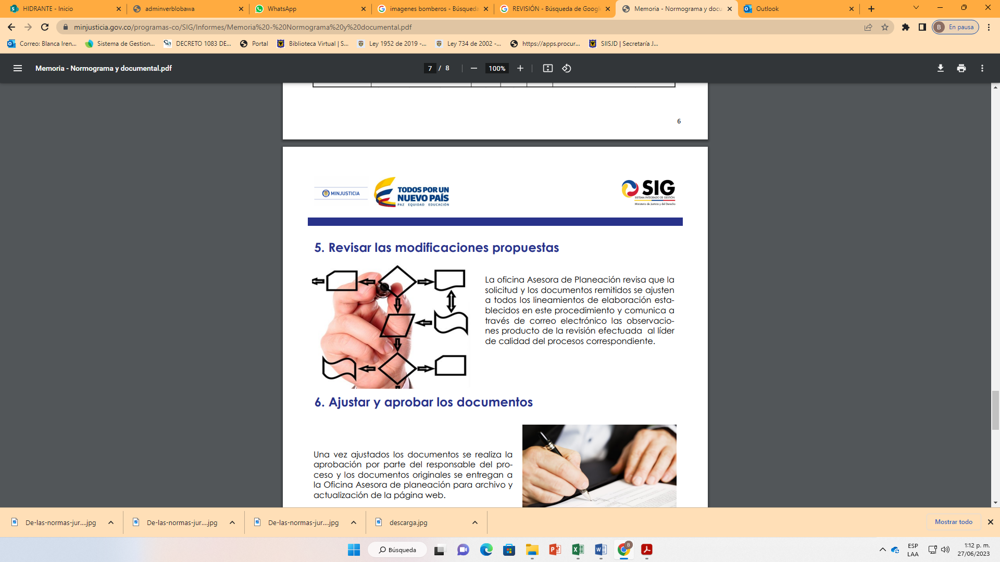 HIDRANTE - Inicio
adminverblobawa
WhatsApp
imagenes bomberos - Búsqueda
REVISIÓN - Búsqueda de Google
Memoria - Normograma y docu
Outlook
minjusticia.gov.co/programas-co/SIG/Informes/Memoria%20-%20Normograma%20y%20documental.pdf
B
En pausa
Correo: Blanca Iren...
Sistema de Gestion...
DECRETO 1083 DE...
Portal
Biblioteca Virtual | S...
Ley 1952 de 2019 -...
Ley 734 de 2002 -...
https://apps.procur...
SIISJD | Secretaría J...
Memoria - Normograma y documental.pdf
7 / 8
100%
6
MINJUSTICIA
TODOS POR UN
NUEVO PAÍS
PAZ EQUIDAD EDUCACIÓN
SIG
SISTEMA INTEGRADO DE GESTIÓN
Ministerio de Justicia y del Derecho
5. Revisar las modificaciones propuestas
La oficina Asesora de Planeación revisa que la
solicitud y los documentos remitidos se ajusten
a todos los lineamientos de elaboración esta-
blecidos en este procedimiento y comunica a
través de correo electrónico las observacio-
nes producto de la revisión efectuada al líder
de calidad del procesos correspondiente.
6. Ajustar y aprobar los documentos
Una vez ajustados los documentos se realiza la
aprobación por parte del responsable del pro-
ceso y los documentos originales se entregan a
la Oficina Asesora de planeación para archivo y
actualización de la página web.
De-las-normas-jur....jpg
De-las-normas-jur....jpg
De-las-normas-jur....jpg
descarga.jpg
Mostrar todo
Búsqueda
B
ESP
LAA
1:12 p. m.
27/06/2023